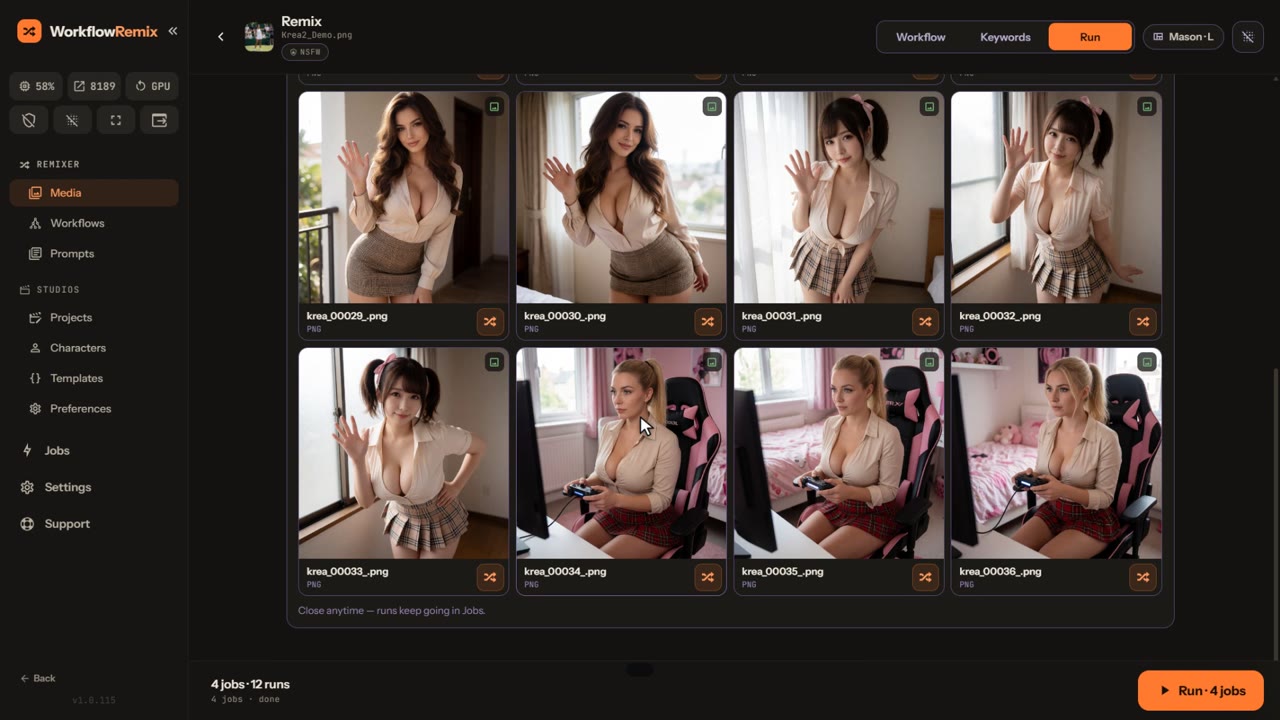 WorkflowRemix
58%
8189
GPU
REMIXER
Media
Workflows
Prompts
STUDIOS
Projects
Characters
Templates
Preferences
Jobs
Settings
Support
← Back
v1.0.115
Remix
Krea2_Demo.png
NSFW
Workflow
Keywords
Run
Mason · L
krea_00029_.png
PNG
krea_00030_.png
PNG
krea_00031_.png
PNG
krea_00032_.png
PNG
krea_00033_.png
PNG
krea_00034_.png
PNG
krea_00035_.png
PNG
krea_00036_.png
PNG
Close anytime — runs keep going in Jobs.
4 jobs · 12 runs
4 jobs · done
Run · 4 jobs